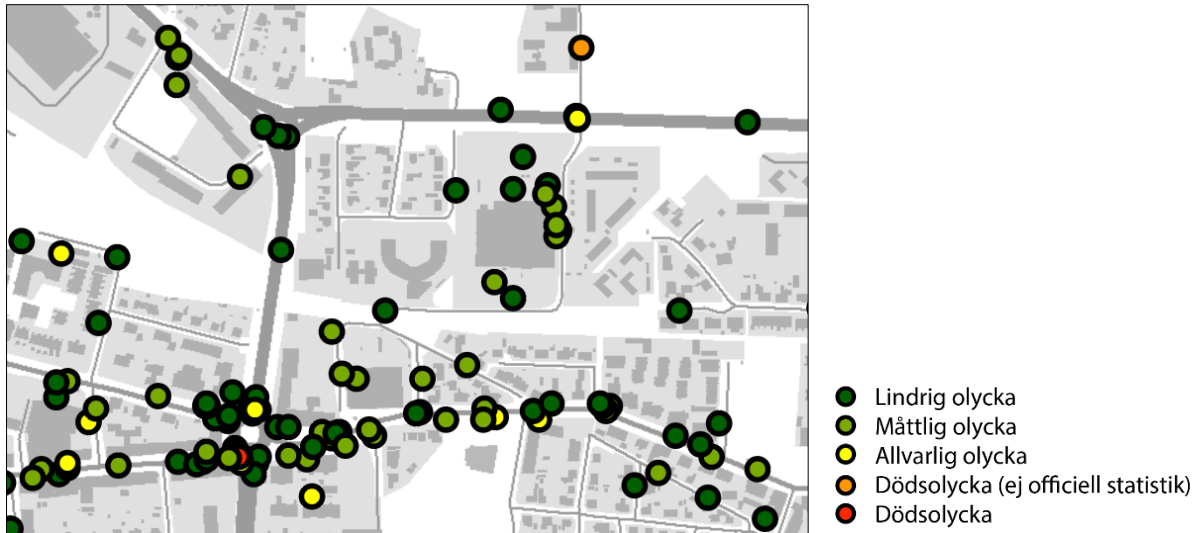 Lindrig olycka
Måttlig olycka
Allvarlig olycka
Dödsolycka (ej officiell statistik)
Dödsolycka